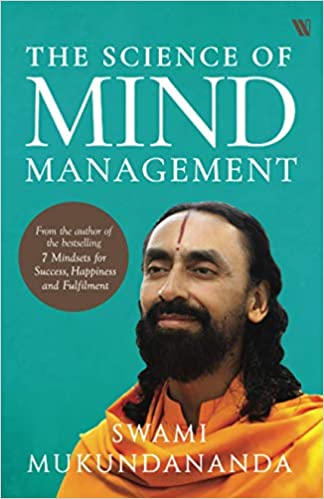 W
THE SCIENCE OF
MIND
MANAGEMENT
From the author of
the bestselling
7 Mindsets for
Success, Happiness
and Fulfilment
SWAMI
MUKUNDANANDA